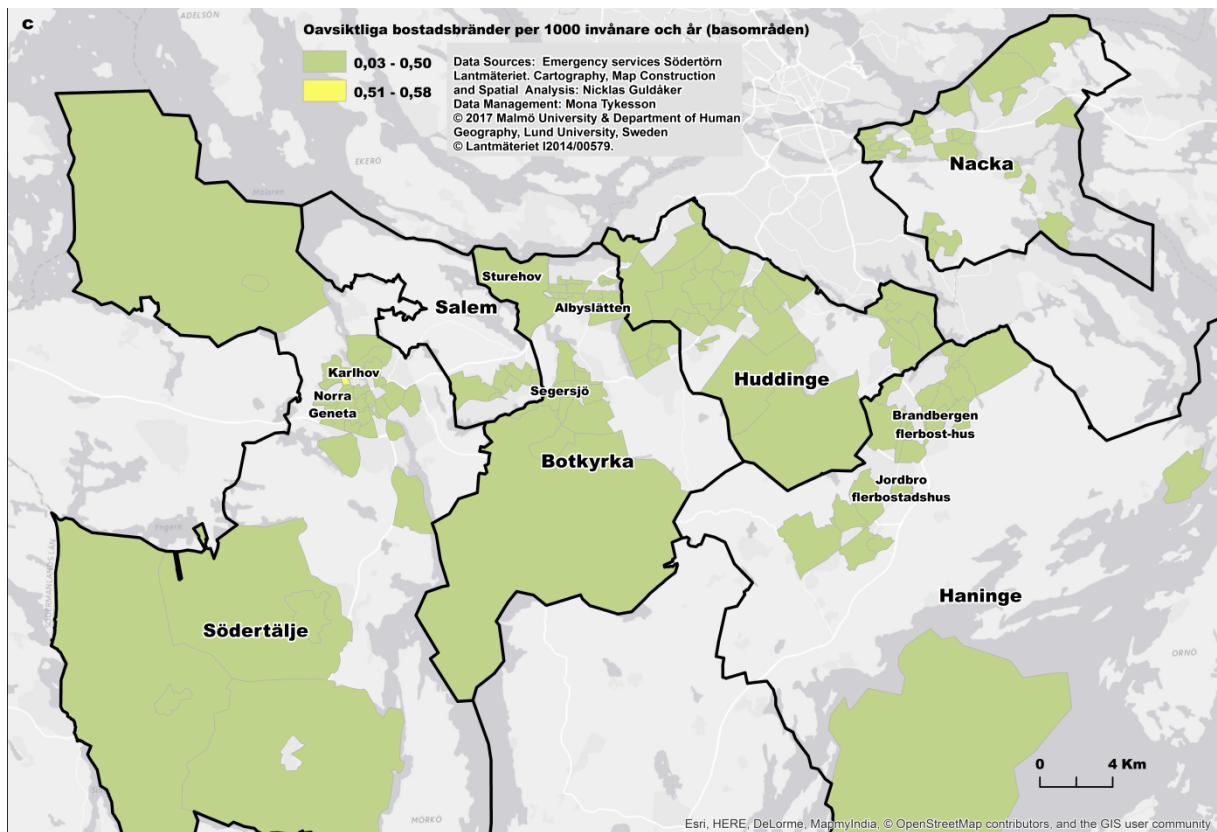 c
Oavsiktliga bostadsbränder per 1000 invånare och år (basområden)
0,03 - 0,50
0,51 - 0,58
Data Sources: Emergency services Södertörn
Lantmäteriet. Cartography, Map Construction
and Spatial Analysis: Nicklas Guldåker
Data Management: Mona Tykesson
© 2017 Malmö University & Department of Human
Geography, Lund University, Sweden
© Lantmäteriet I2014/00579.
ADELSÖN
EKERÖ
Mälaren
Nacka
Sturehov
Salem
Albyslätten
Karlhov
Norra
Geneta
Segersjö
Huddinge
Brandbergen
flerbost-hus
Botkyrka
Jordbro
flerbostadshus
Yngern
SÖDERMANLANDS LÄN
Haninge
Södertälje
ORNÖ
MÖRKÖ
0 4 Km
Esri, HERE, DeLorme, MapmyIndia, © OpenStreetMap contributors, and the GIS user community